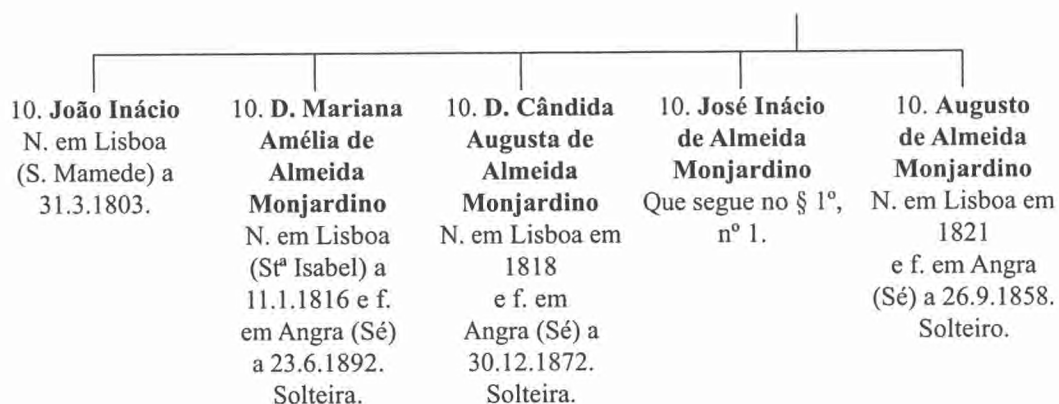 10. João Inácio
N. em Lisboa
(S. Mamede) a
31.3.1803.
10. D. Mariana
Amélia de
Almeida
Monjardino
N. em Lisboa
(Stª Isabel) a
11.1.1816 e f.
em Angra (Sé)
a 23.6.1892.
Solteira.
10. D. Cândida
Augusta de
Almeida
Monjardino
N. em Lisboa em
1818
e f. em
Angra (Sé) a
30.12.1872.
Solteira.
10. José Inácio
de Almeida
Monjardino
Que segue no § 1º,
nº 1.
10. Augusto
de Almeida
Monjardino
N. em Lisboa em
1821
e f. em Angra
(Sé) a 26.9.1858.
Solteiro.